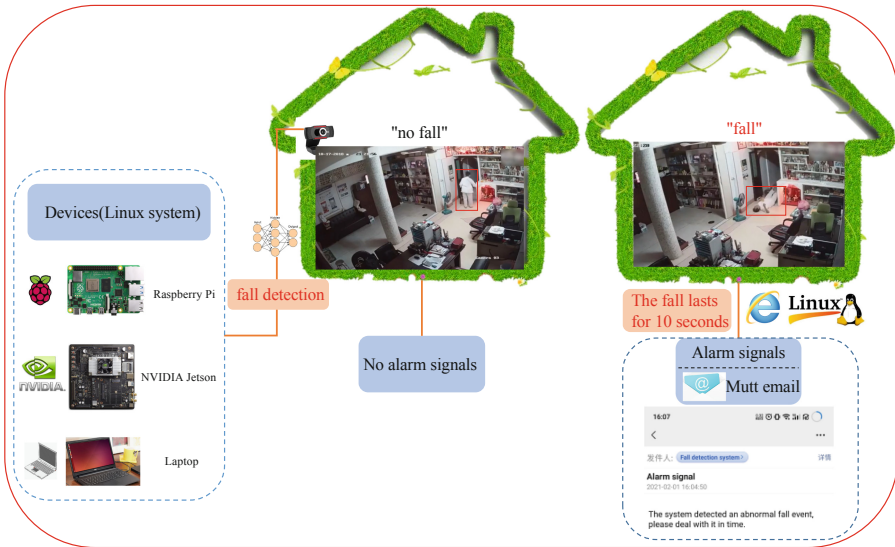 "no fall"
"fall"
Devices(Linux system)
Raspberry Pi
NVIDIA.
NVIDIA Jetson
Laptop
fall detection
No alarm signals
The fall lasts
for 10 seconds
Linux
Alarm signals
Mutt email
16:07
发件人:
Fall detection system
详情
Alarm signal
2021-02-01 16:04:50
The system detected an abnormal fall event,
please deal with it in time.